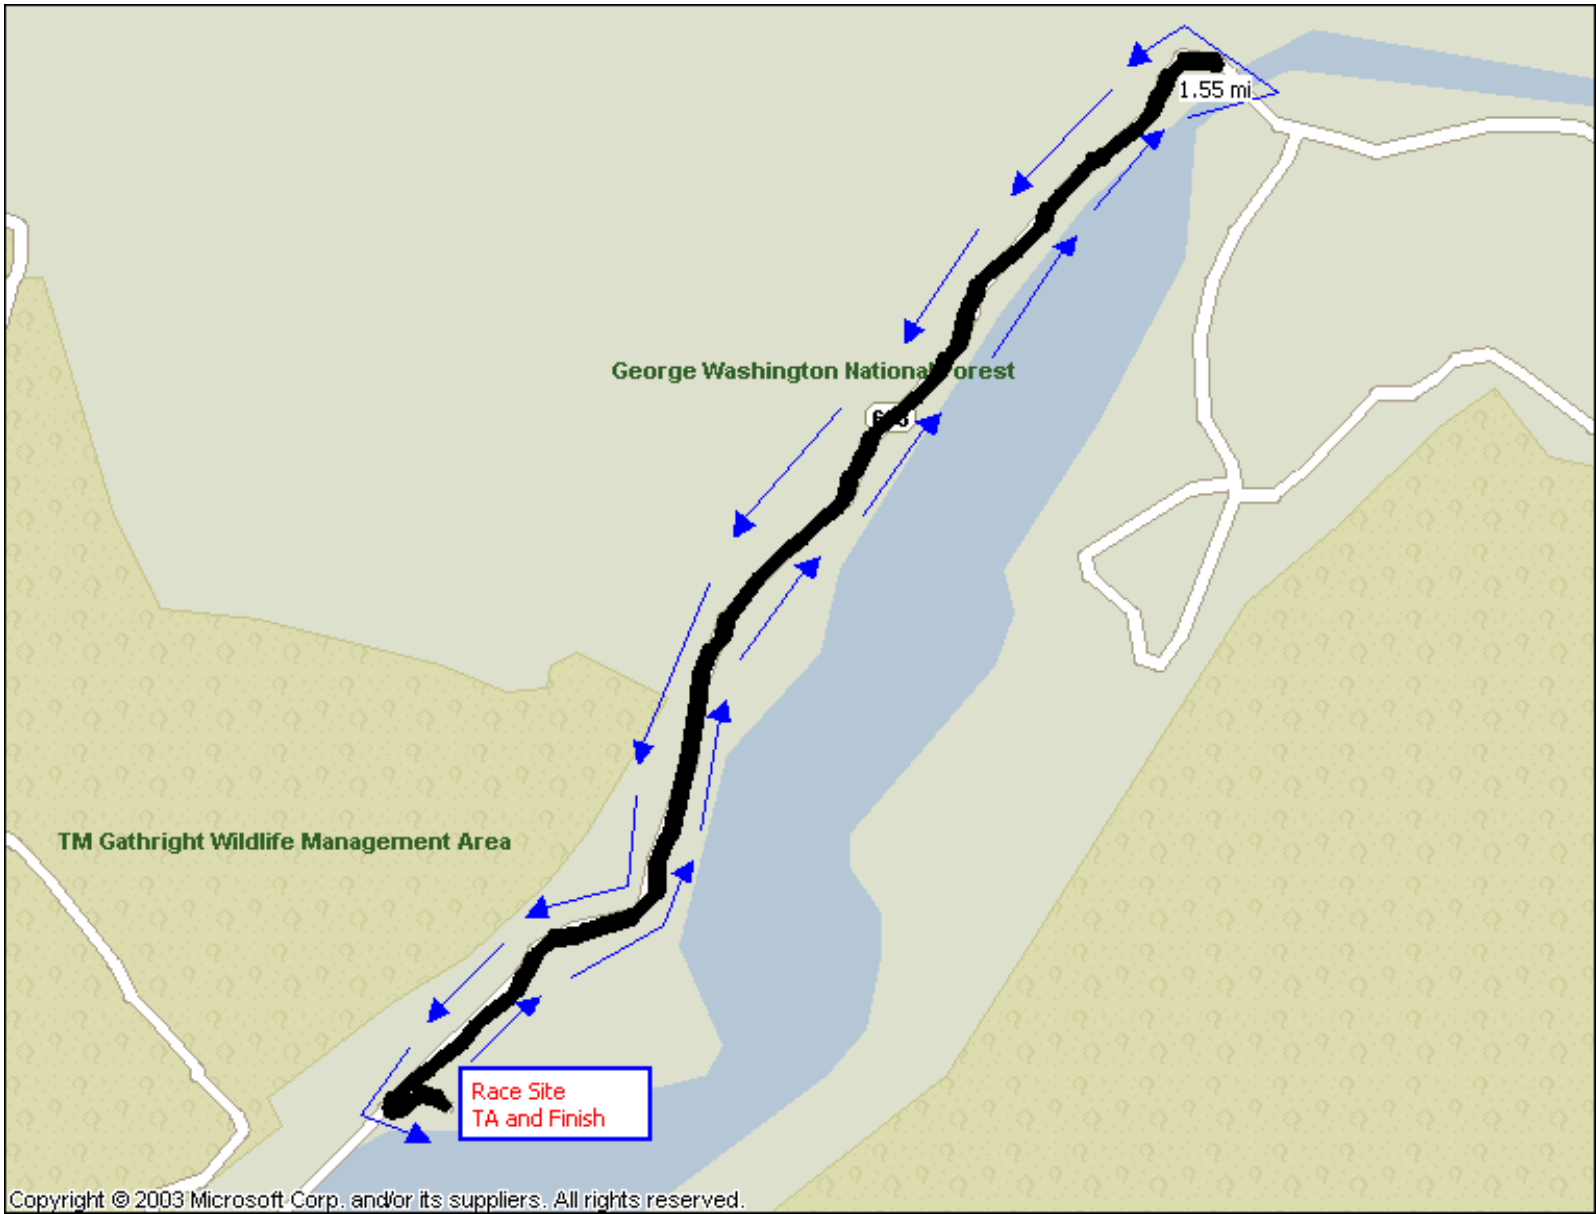 1.55 mi
George Washington National Forest
TM Gathright Wildlife Management Area
Race Site
TA and Finish
Copyright © 2003 Microsoft Corp. and/or its suppliers. All rights reserved.